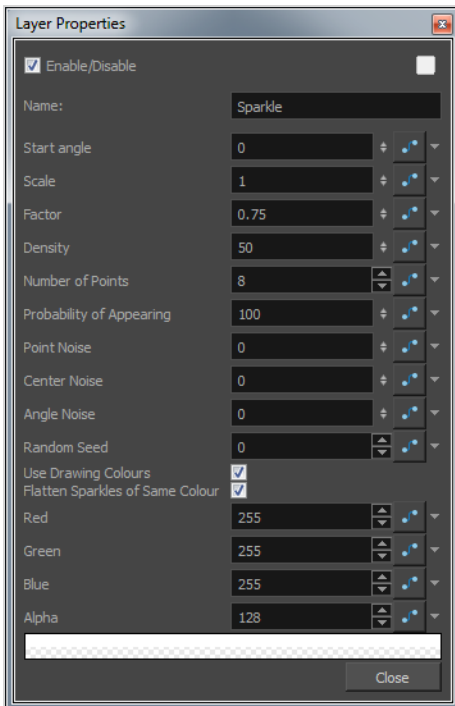 Layer Properties
Enable/Disable
Name: Sparkle
Start angle 0
Scale 1
Factor 0.75
Density 50
Number of Points 8
Probability of Appearing 100
Point Noise 0
Center Noise 0
Angle Noise 0
Random Seed 0
Use Drawing Colours
Flatten Sparkles of Same Colour
Red 255
Green 255
Blue 255
Alpha 128
Close